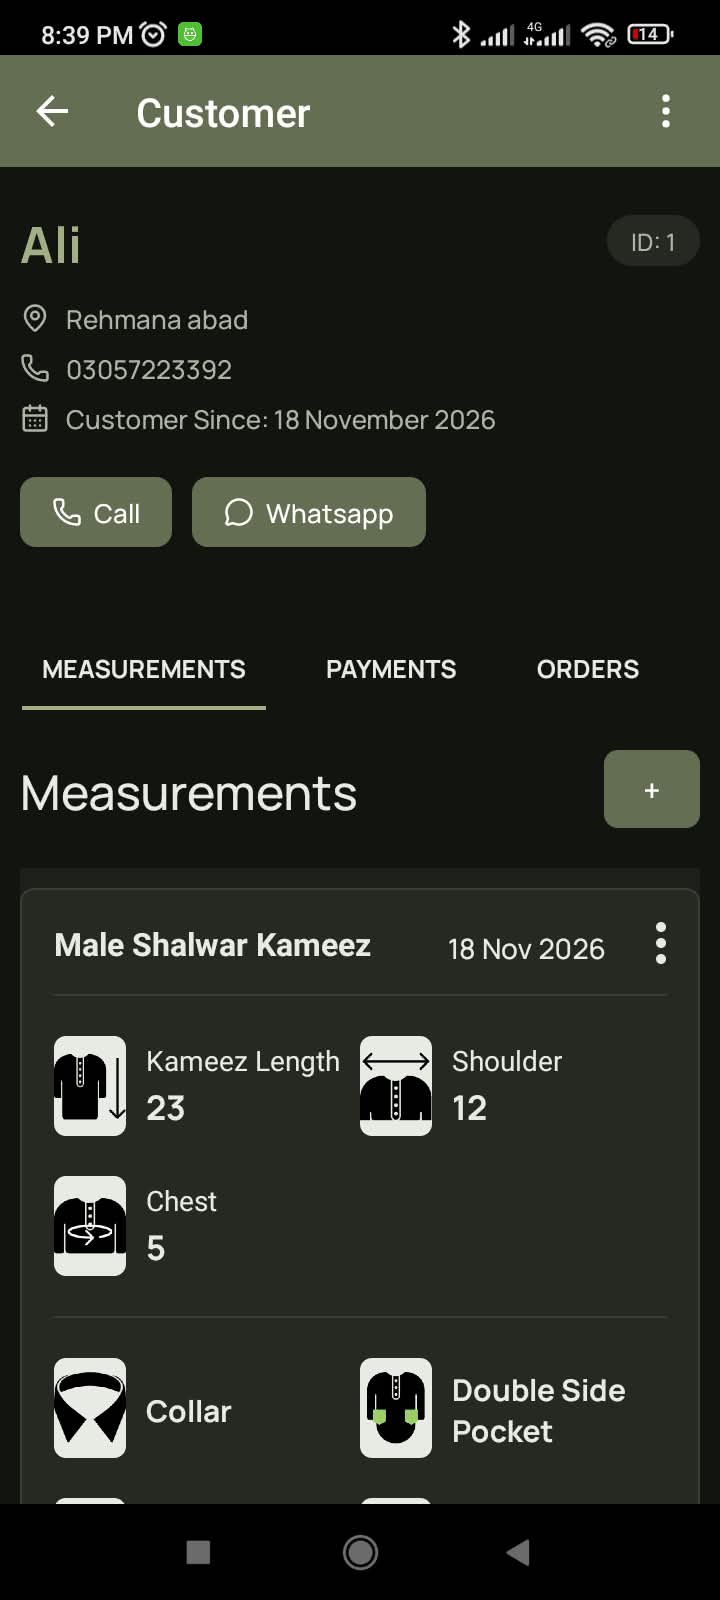 8:39 PM
4G
14
Customer
Ali
ID: 1
Rehmana abad
03057223392
Customer Since: 18 November 2026
Call
Whatsapp
MEASUREMENTS
PAYMENTS
ORDERS
Measurements
+
Male Shalwar Kameez
18 Nov 2026
Kameez Length
23
Shoulder
12
Chest
5
Collar
Double Side
Pocket